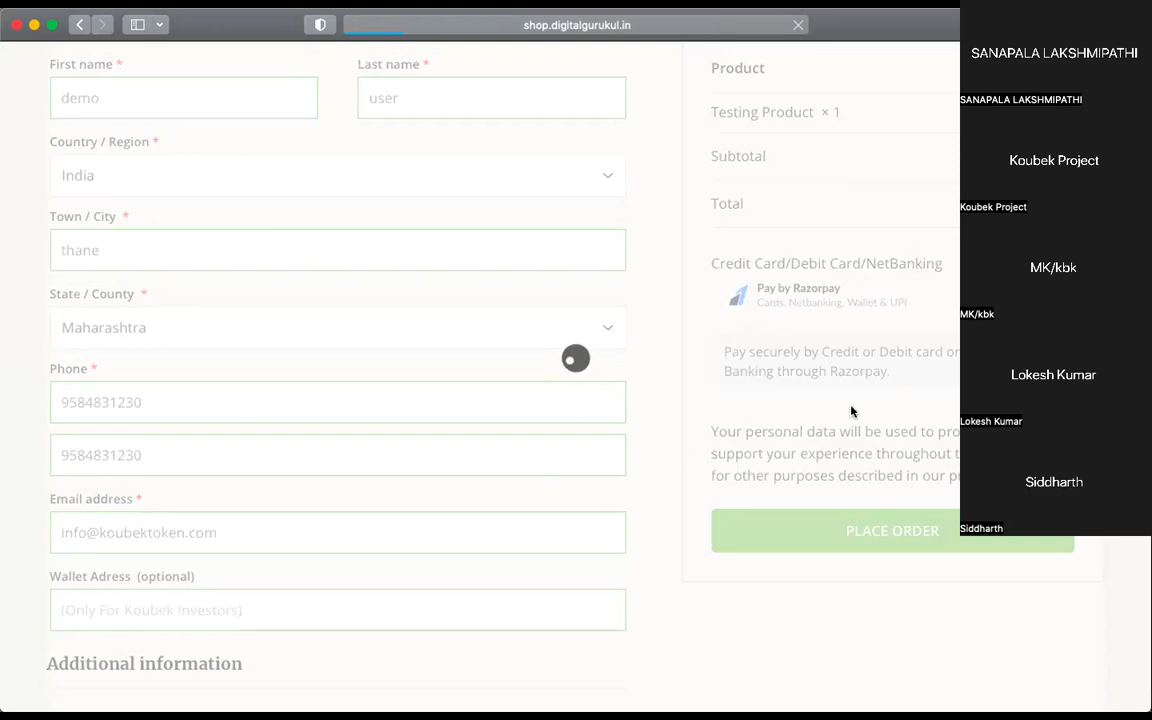 shop.digitalgurukul.in
First name *
Last name *
demo
user
Country / Region *
India
Town / City *
thane
State / County *
Maharashtra
Phone *
9584831230
9584831230
Email address *
info@koubektoken.com
Wallet Adress (optional)
(Only For Koubek Investors)
Additional information
Product
Testing Product × 1
Subtotal
Total
Credit Card/Debit Card/NetBanking
Pay by Razorpay
Cards, Netbanking, Wallet & UPI
Pay securely by Credit or Debit card or
Banking through Razorpay.
Your personal data will be used to pro
support your experience throughout t
for other purposes described in our p
PLACE ORDER
SANAPALA LAKSHMIPATHI
SANAPALA LAKSHMIPATHI
Koubek Project
Koubek Project
MK/kbk
MK/kbk
Lokesh Kumar
Lokesh Kumar
Siddharth
Siddharth